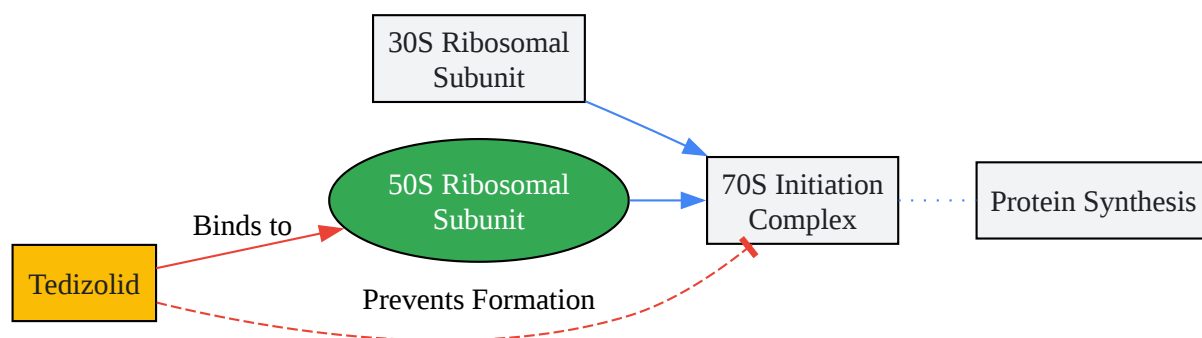 30S Ribosomal
Subunit
50S Ribosomal
Subunit
70S Initiation
Complex
Protein Synthesis
Binds to
Tedizolid
Prevents Formation